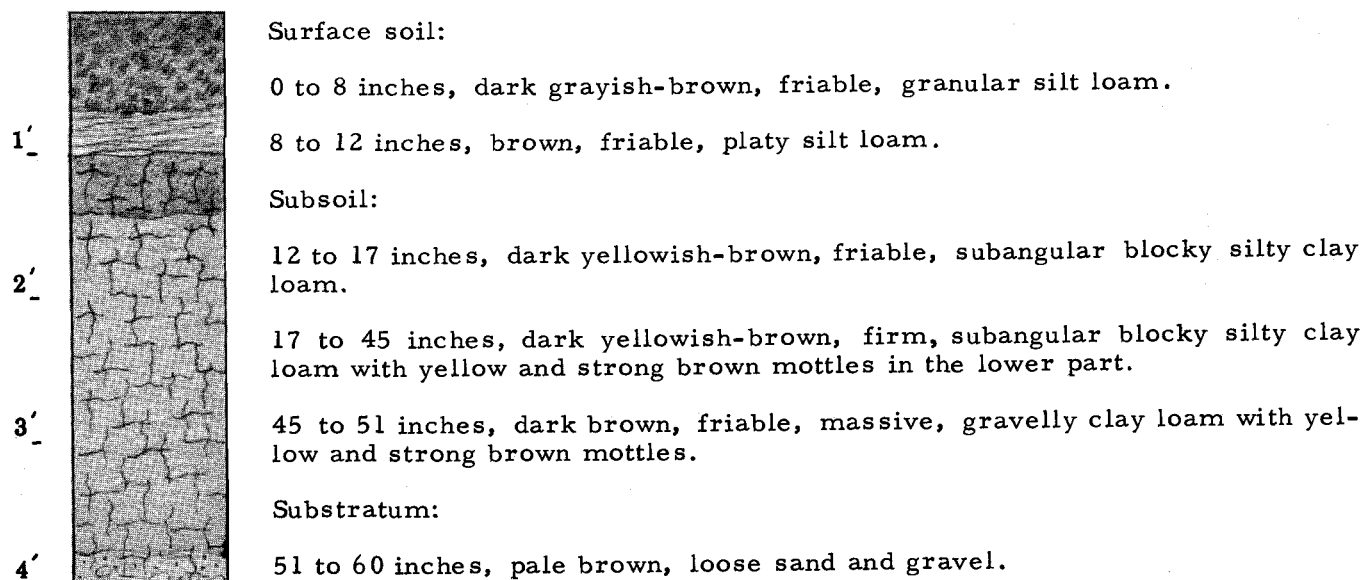 Surface soil:
0 to 8 inches, dark grayish-brown, friable, granular silt loam.
1′ 8 to 12 inches, brown, friable, platy silt loam.
Subsoil:
12 to 17 inches, dark yellowish-brown, friable, subangular blocky silty clay
2′ loam.
17 to 45 inches, dark yellowish-brown, firm, subangular blocky silty clay
loam with yellow and strong brown mottles in the lower part.
3′ 45 to 51 inches, dark brown, friable, massive, gravelly clay loam with yel-
low and strong brown mottles.
Substratum:
4′ 51 to 60 inches, pale brown, loose sand and gravel.